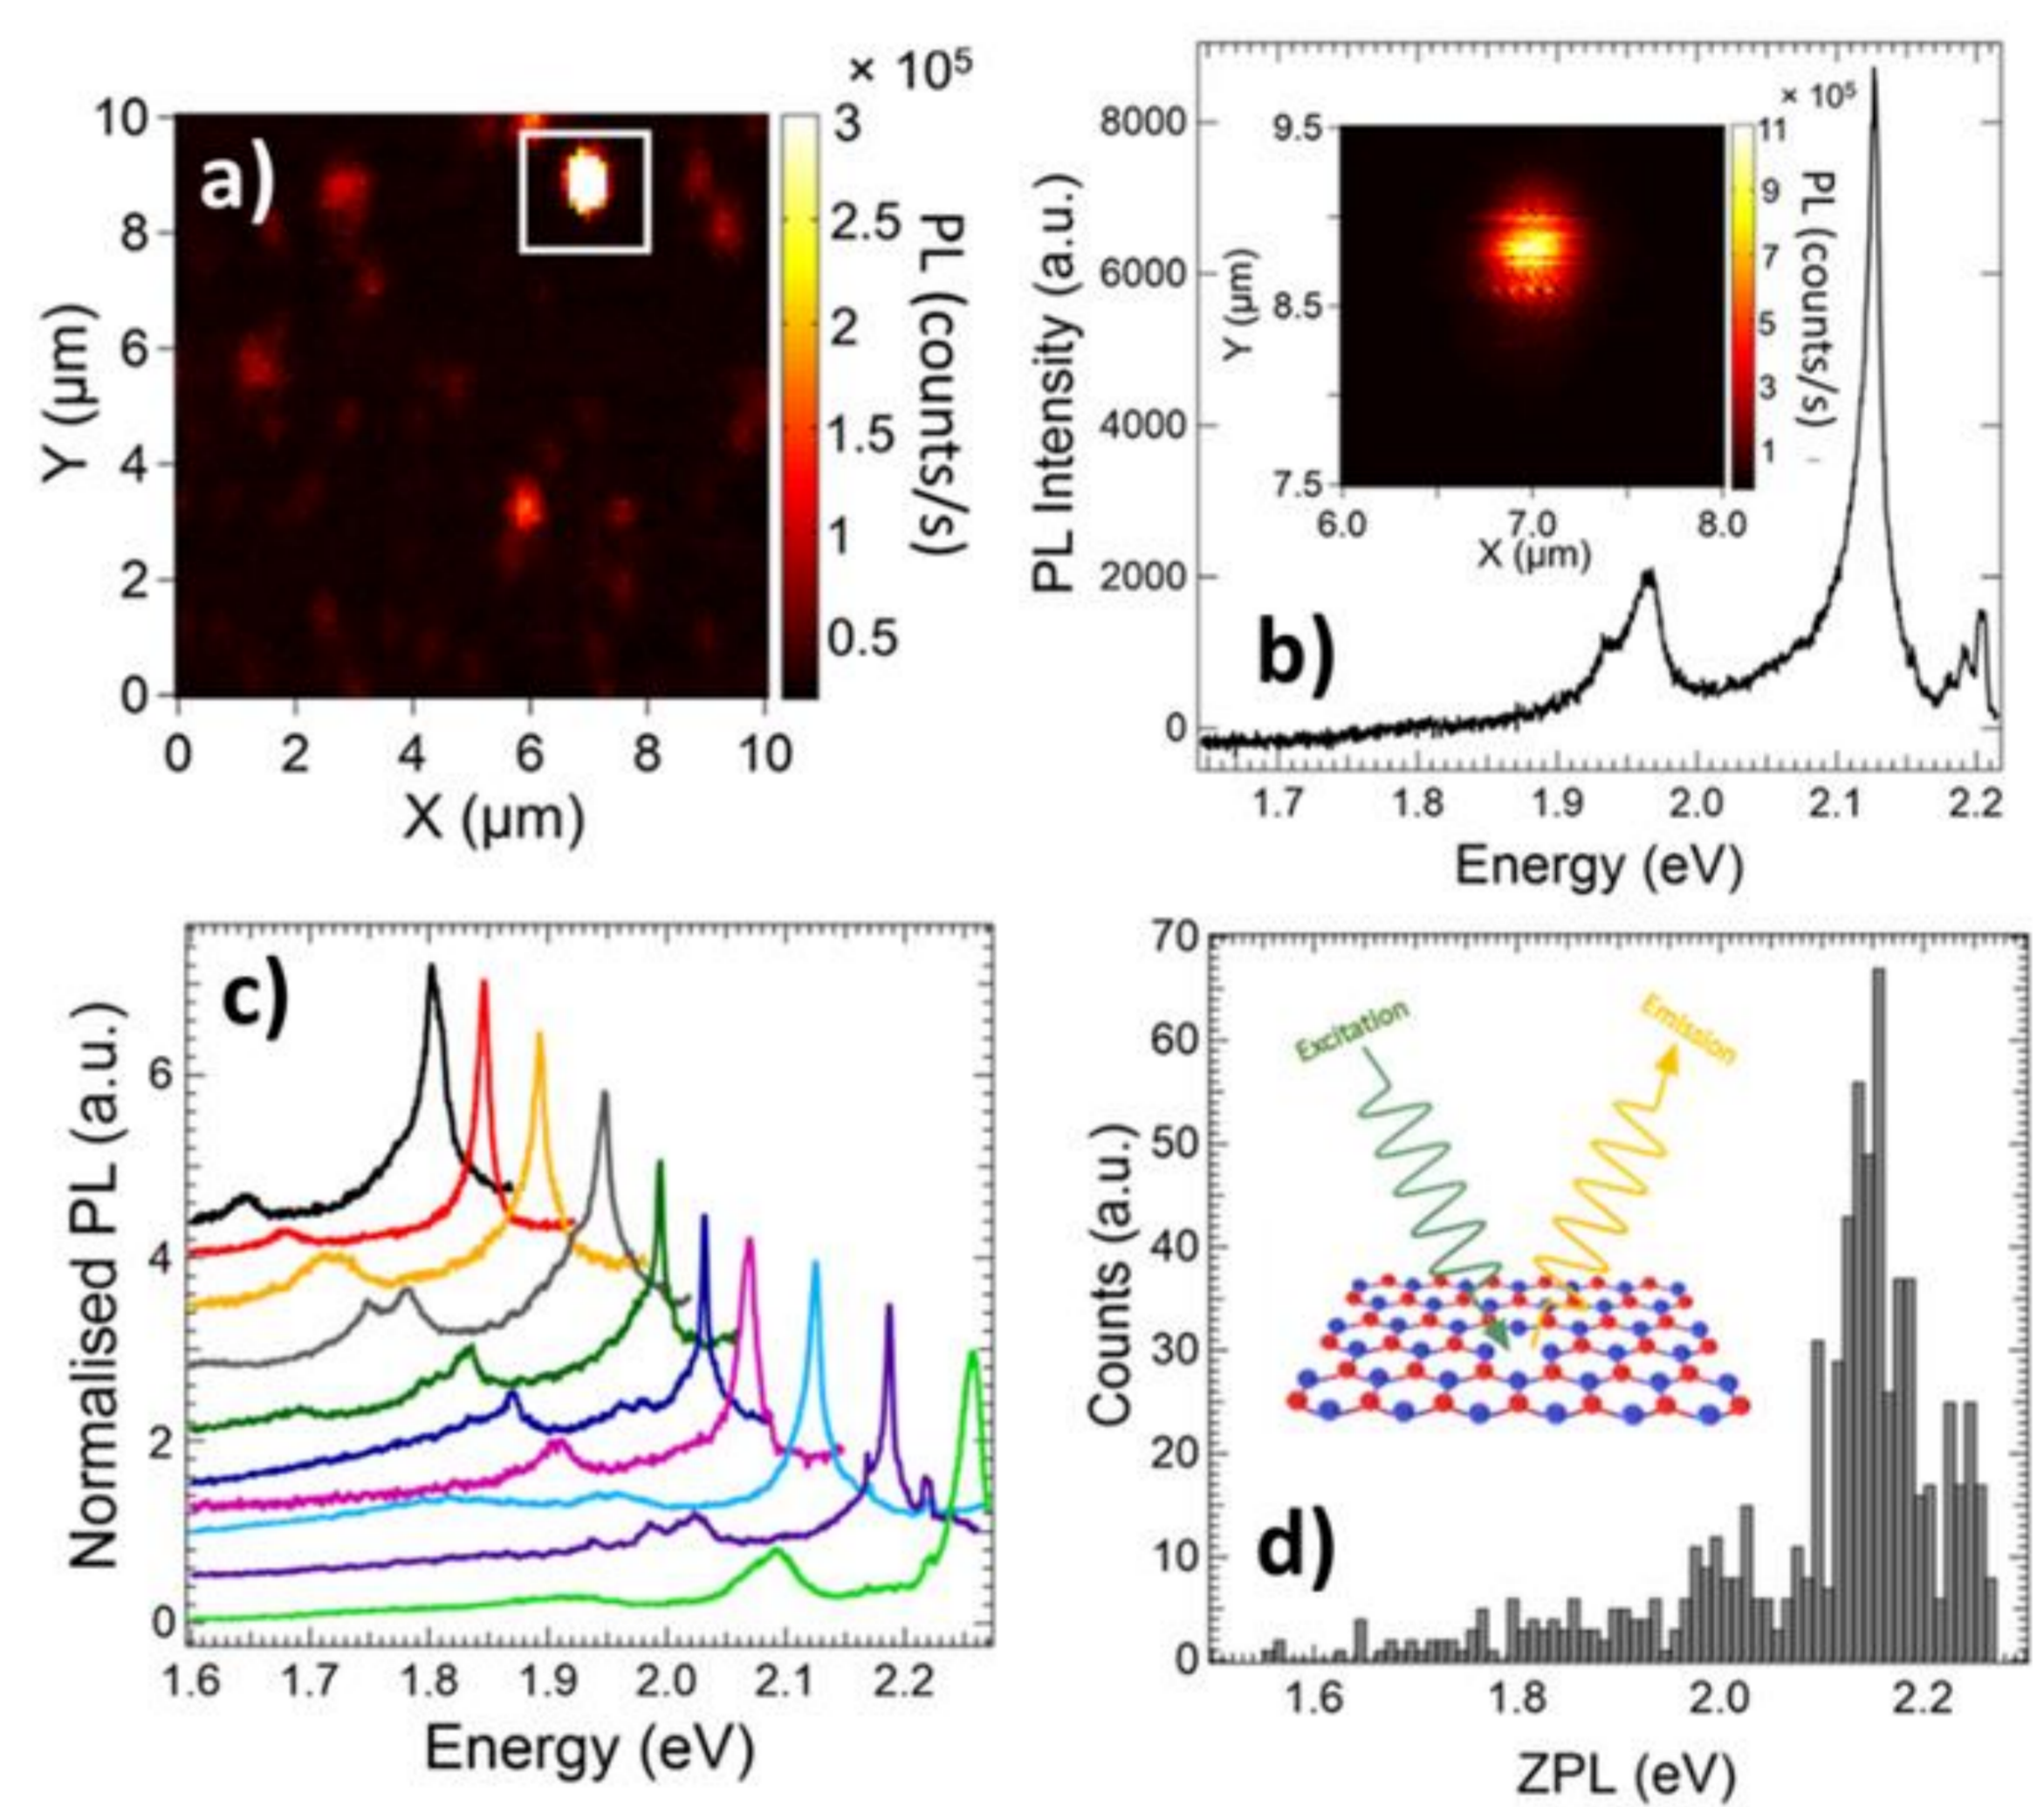 a)
× 10⁵
3
2.5
2
1.5
1
0.5
PL (counts/s)
10
8
6
4
2
0
Y (µm)
0 2 4 6 8 10
X (µm)
b)
8000
6000
4000
2000
0
PL Intensity (a.u.)
1.7 1.8 1.9 2.0 2.1 2.2
Energy (eV)
× 10⁵
11
9
7
5
3
1
PL (counts/s)
9.5
8.5
7.5
Y (µm)
6.0 7.0 8.0
X (µm)
c)
6
4
2
0
Normalised PL (a.u.)
1.6 1.7 1.8 1.9 2.0 2.1 2.2
Energy (eV)
d)
70
60
50
40
30
20
10
0
Counts (a.u.)
Excitation
Emission
1.6 1.8 2.0 2.2
ZPL (eV)